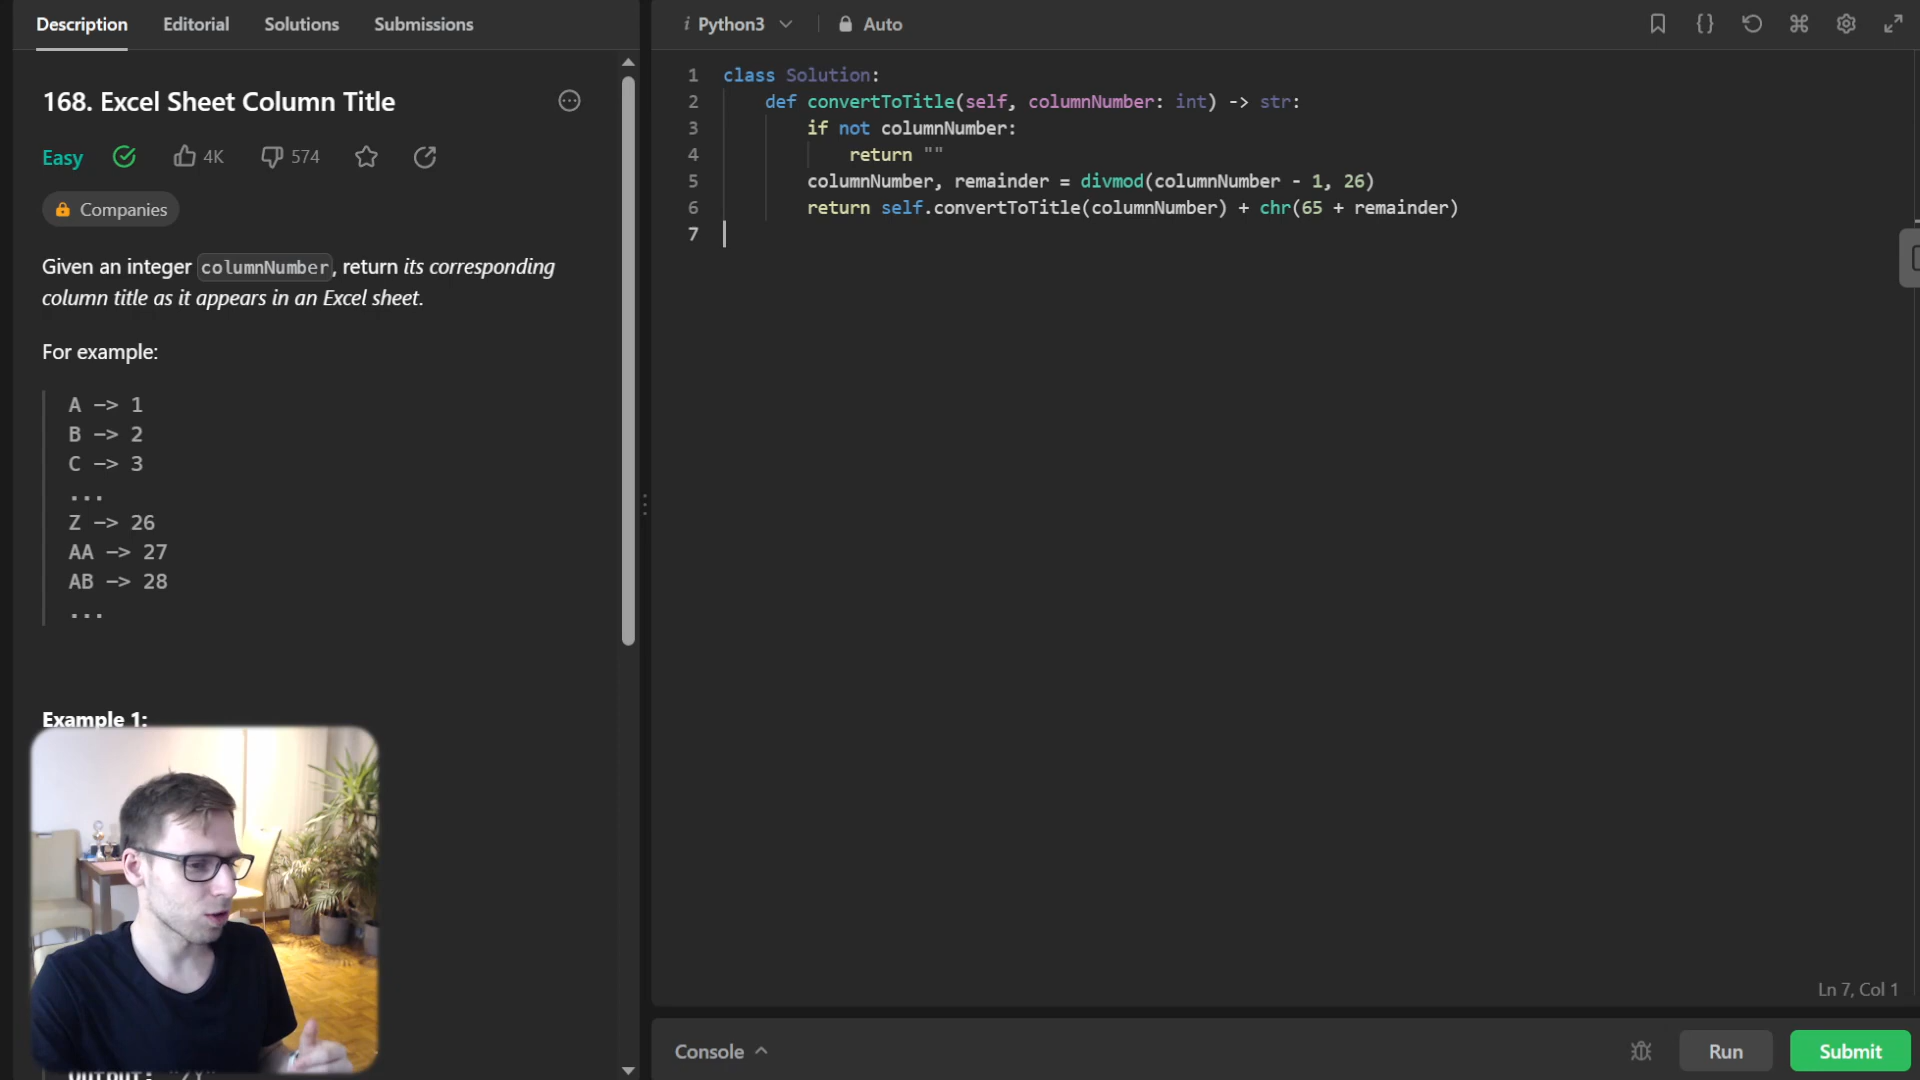 Description Editorial Solutions Submissions
168. Excel Sheet Column Title
Easy 4K 574
Companies
Given an integer columnNumber, return its corresponding
column title as it appears in an Excel sheet.
For example:
A -> 1
B -> 2
C -> 3
...
Z -> 26
AA -> 27
AB -> 28
...
Example 1:
i Python3 Auto
1 class Solution:
2 def convertToTitle(self, columnNumber: int) -> str:
3 if not columnNumber:
4 return ""
5 columnNumber, remainder = divmod(columnNumber - 1, 26)
6 return self.convertToTitle(columnNumber) + chr(65 + remainder)
7
Ln 7, Col 1
Console Run Submit